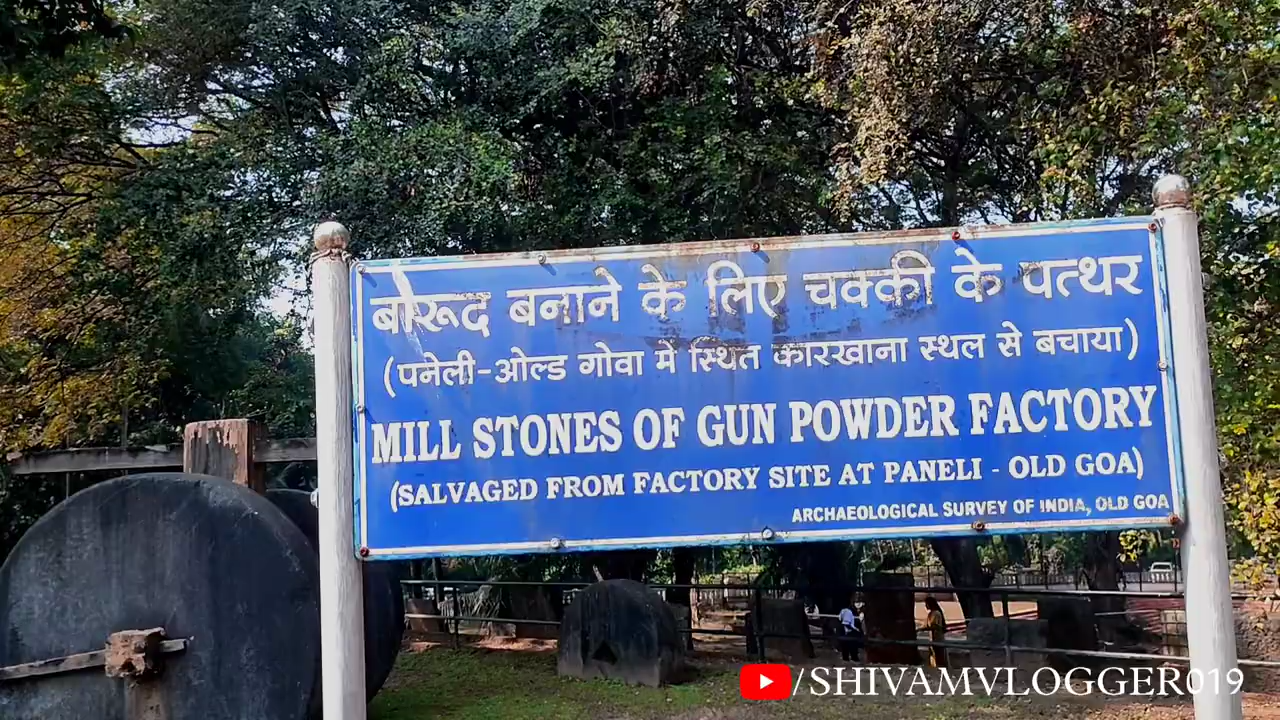 बारूद बनाने के लिए चक्की के पत्थर
(पनेली-ओल्ड गोवा में स्थित कारखाना स्थल से बचाया)
MILL STONES OF GUN POWDER FACTORY
(SALVAGED FROM FACTORY SITE AT PANELI - OLD GOA)
ARCHAEOLOGICAL SURVEY OF INDIA, OLD GOA
/SHIVAMVLOGGER019